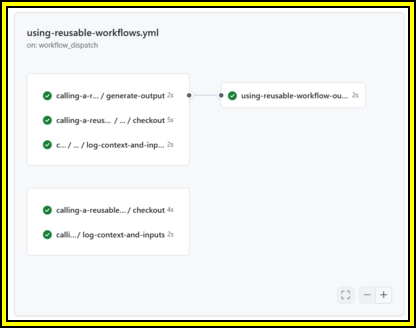 using-reusable-workflows.yml
on: workflow_dispatch
calling-a-r... / generate-output 2s
using-reusable-workflow-ou... 2s
calling-a-reus... / ... / checkout 5s
c... / ... / log-context-and-inp... 2s
calling-a-reusable... / checkout 4s
calli.../ log-context-and-inputs 2s